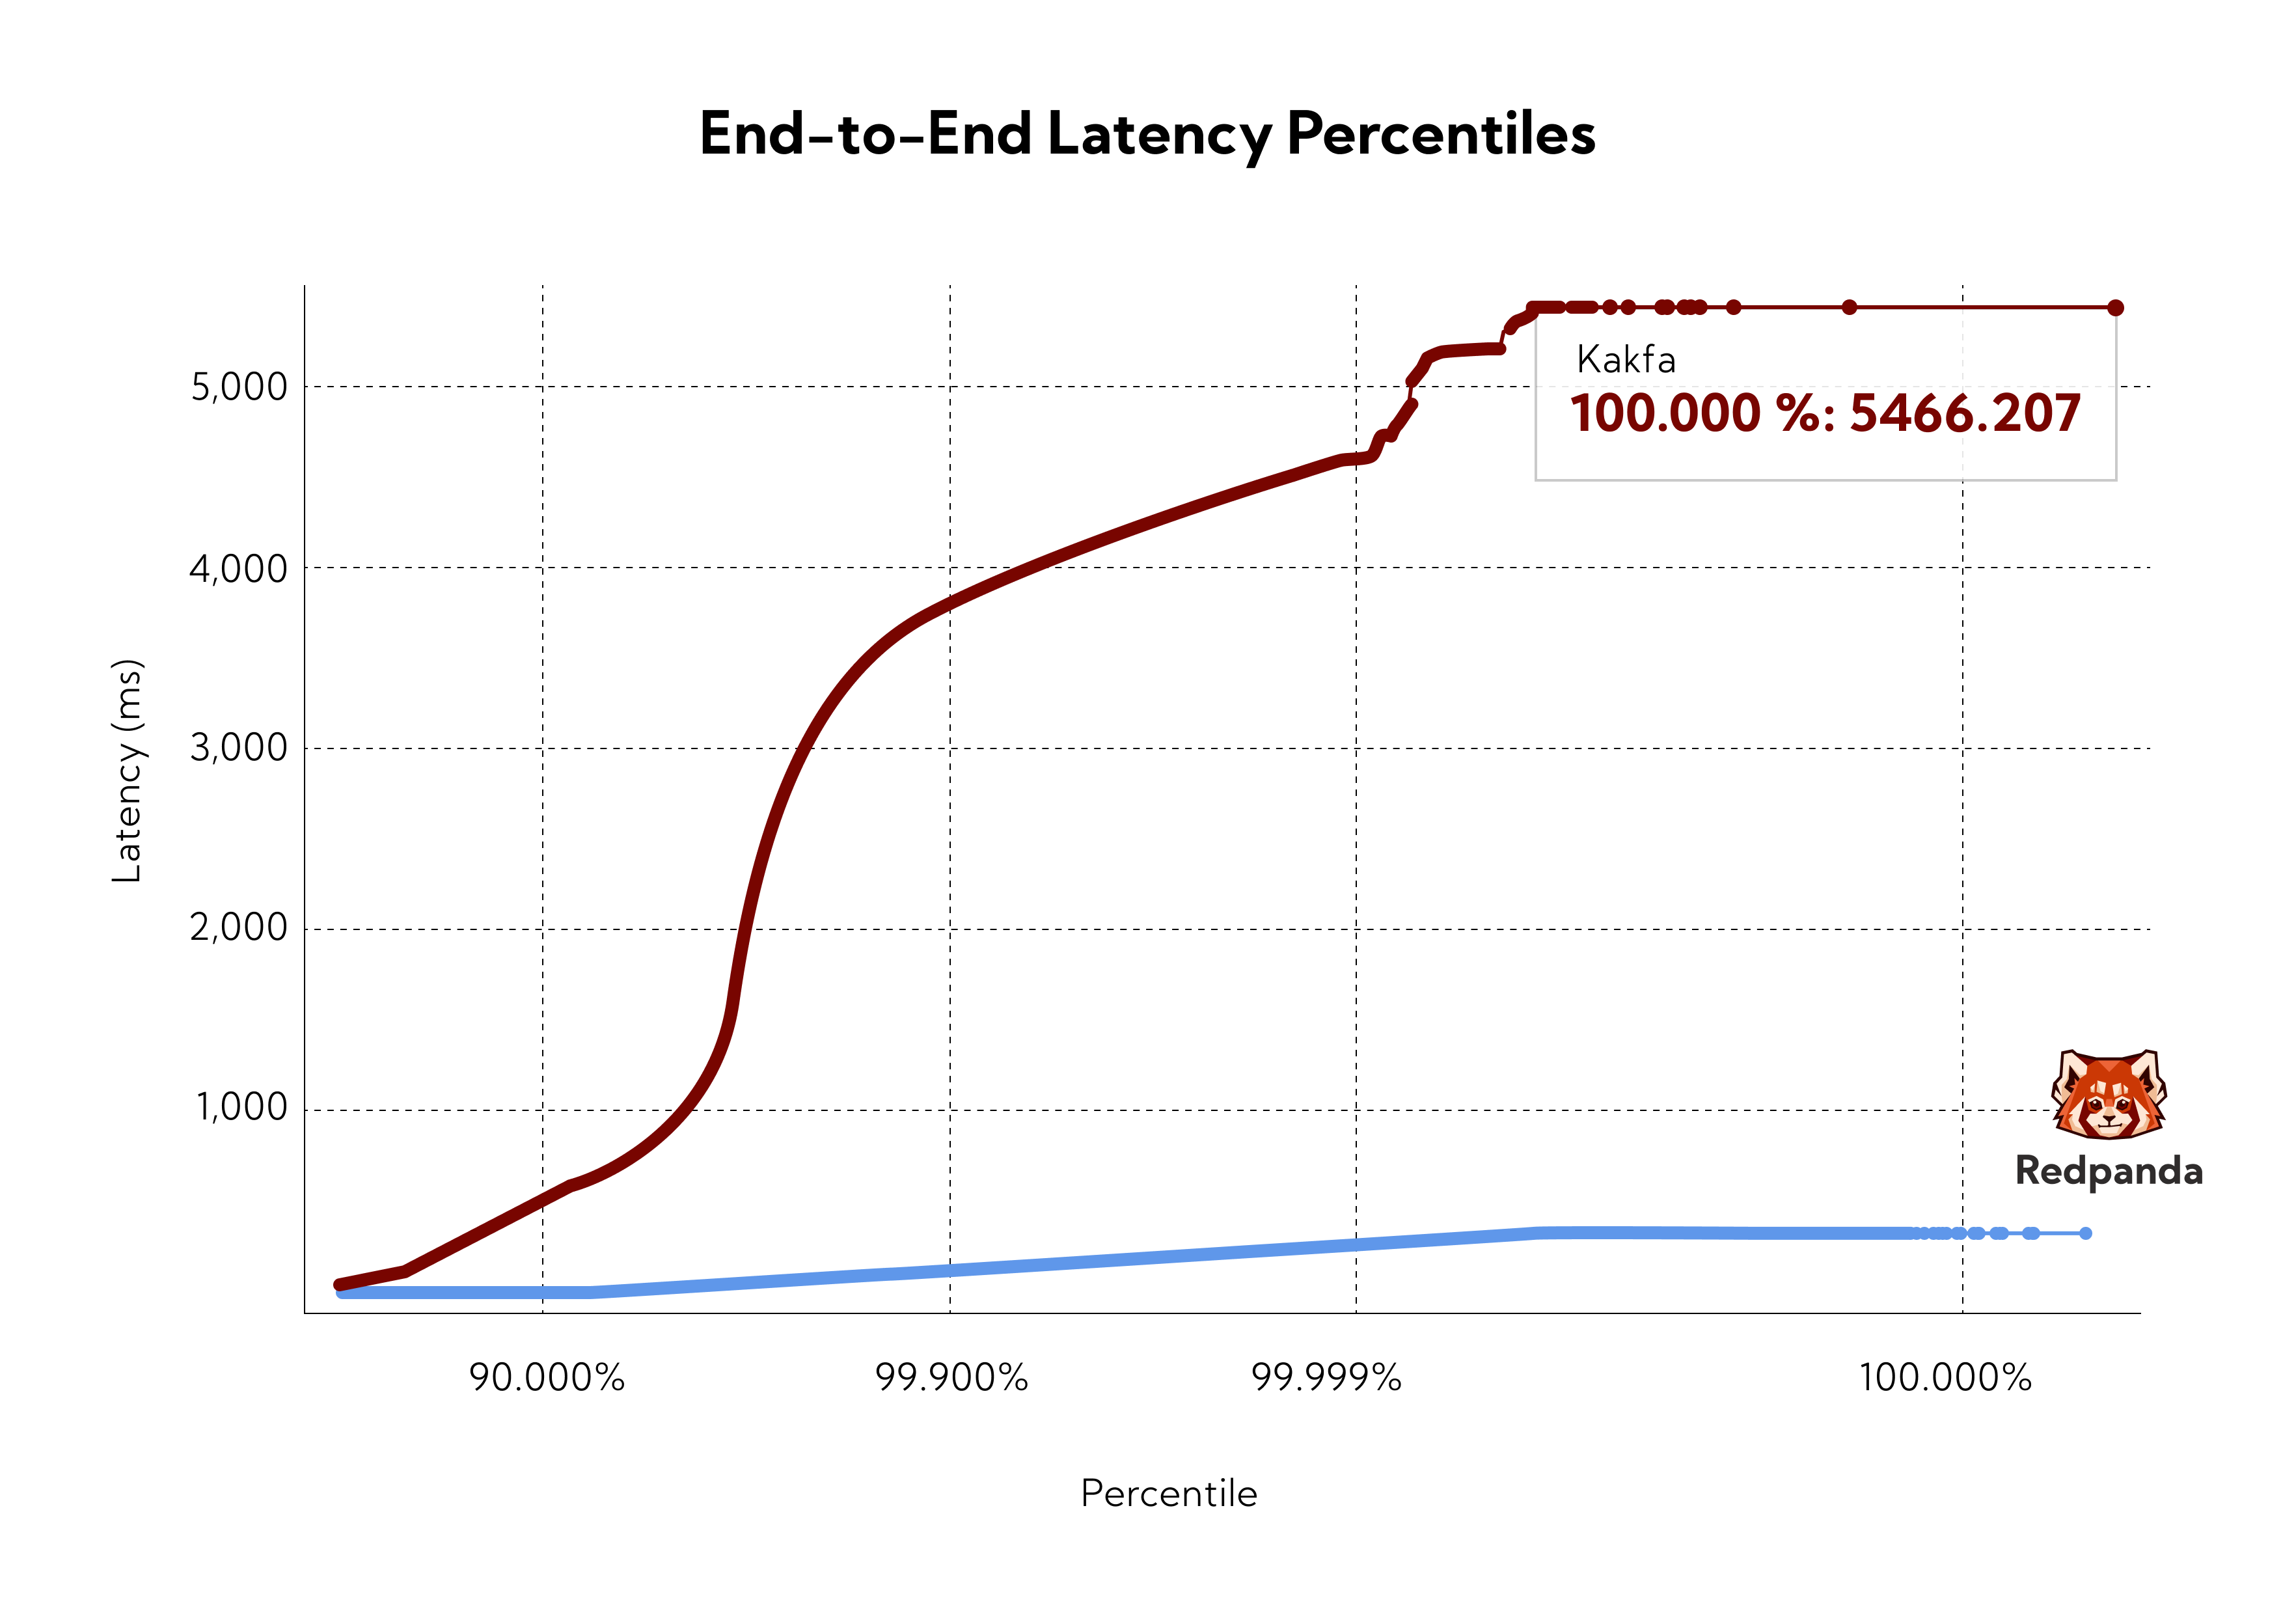 End-to-End Latency Percentiles
Kakfa
100.000 %: 5466.207
5,000
4,000
3,000
2,000
1,000
Latency (ms)
Redpanda
90.000%
99.900%
99.999%
100.000%
Percentile